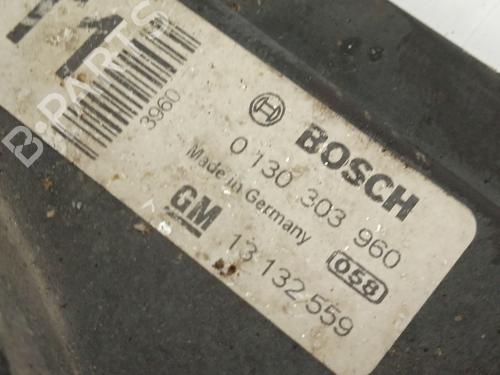 BOSCH
0 130 303 960
Made in Germany
058
GM
13 132 559
3960
B-PARTS